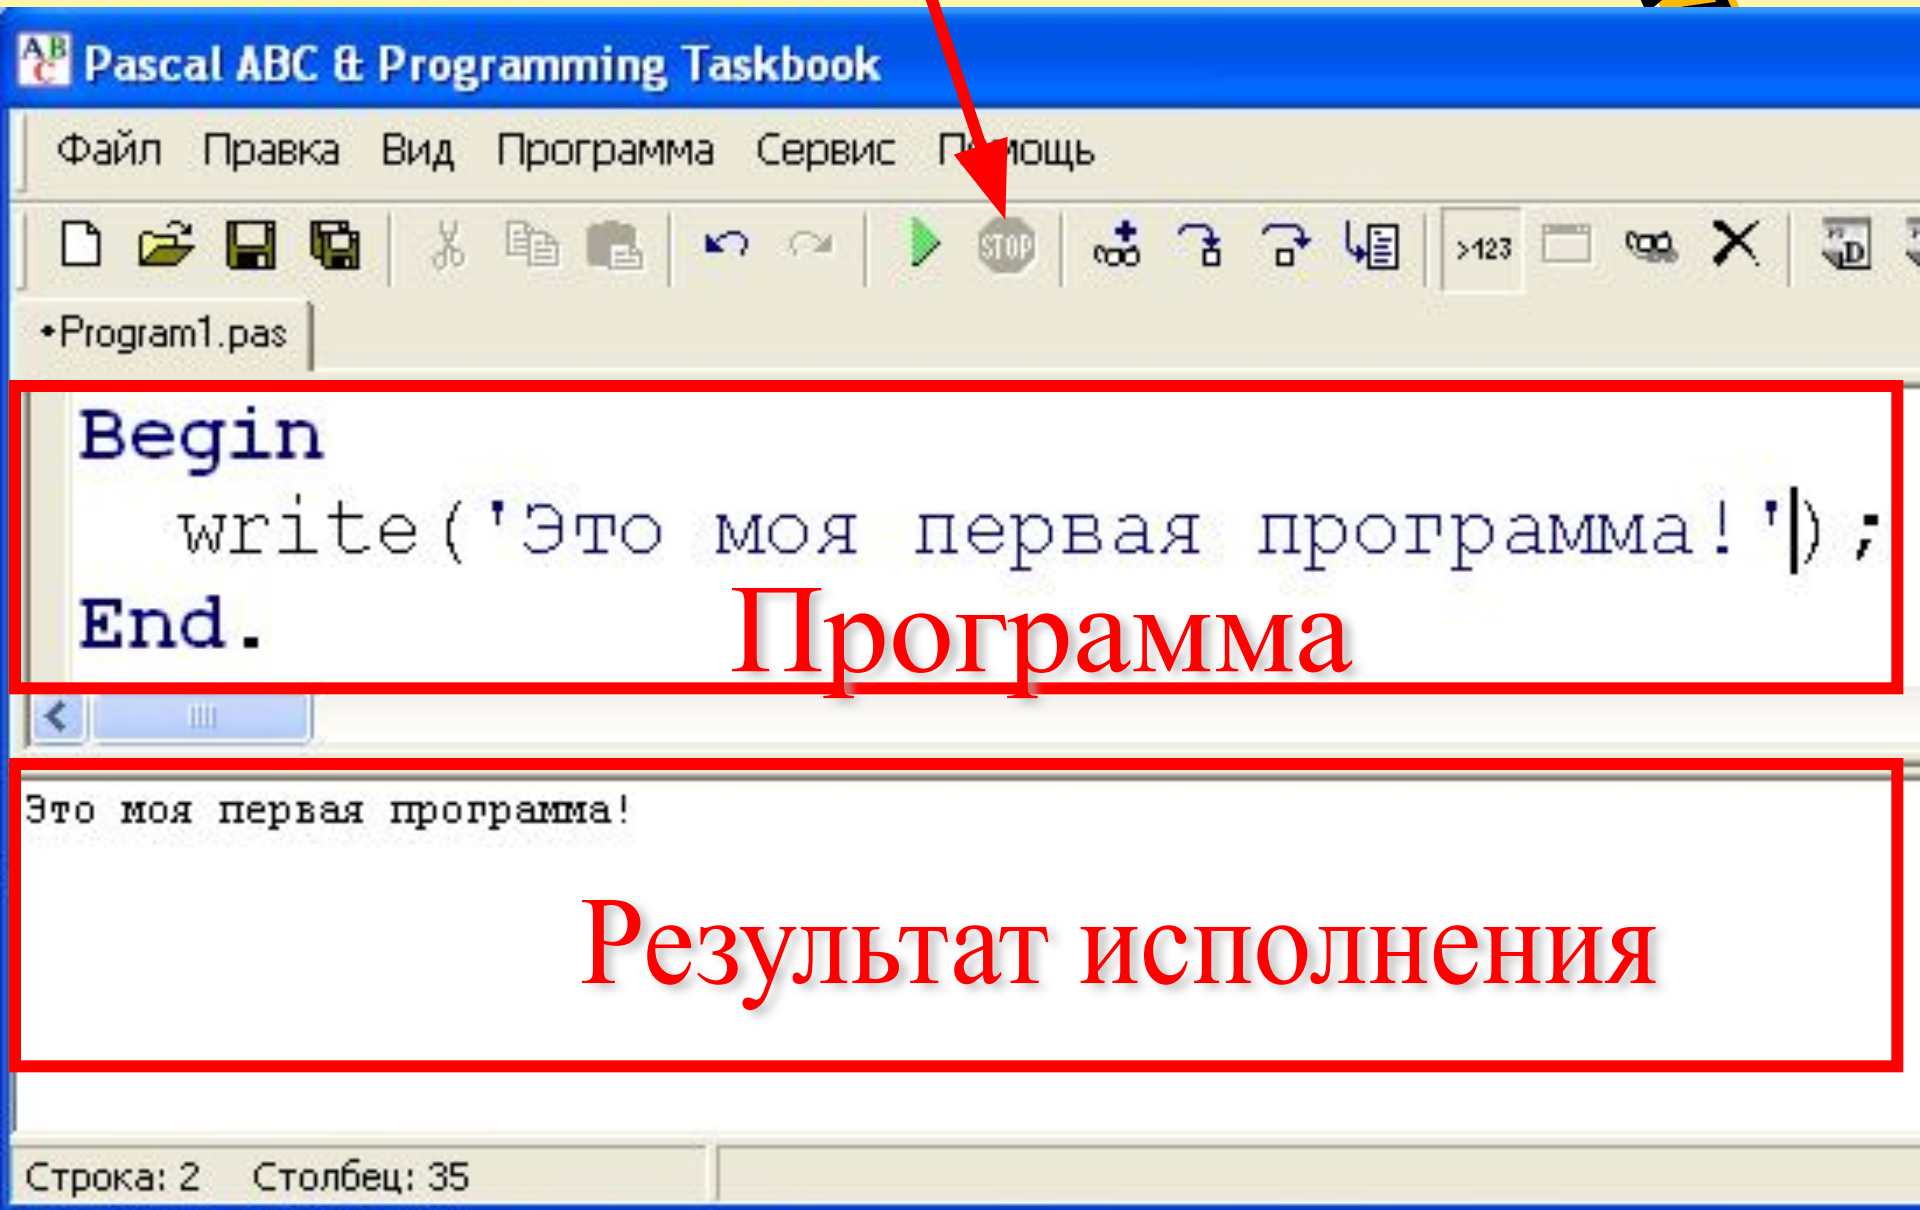 Pascal ABC & Programming Taskbook
Файл Правка Вид Программа Сервис
STOP >123 D
•Program1.pas
Begin
write('Это моя первая программа!');
End.
Программа
Это моя первая программа!
Результат исполнения
Строка: 2 Столбец: 35